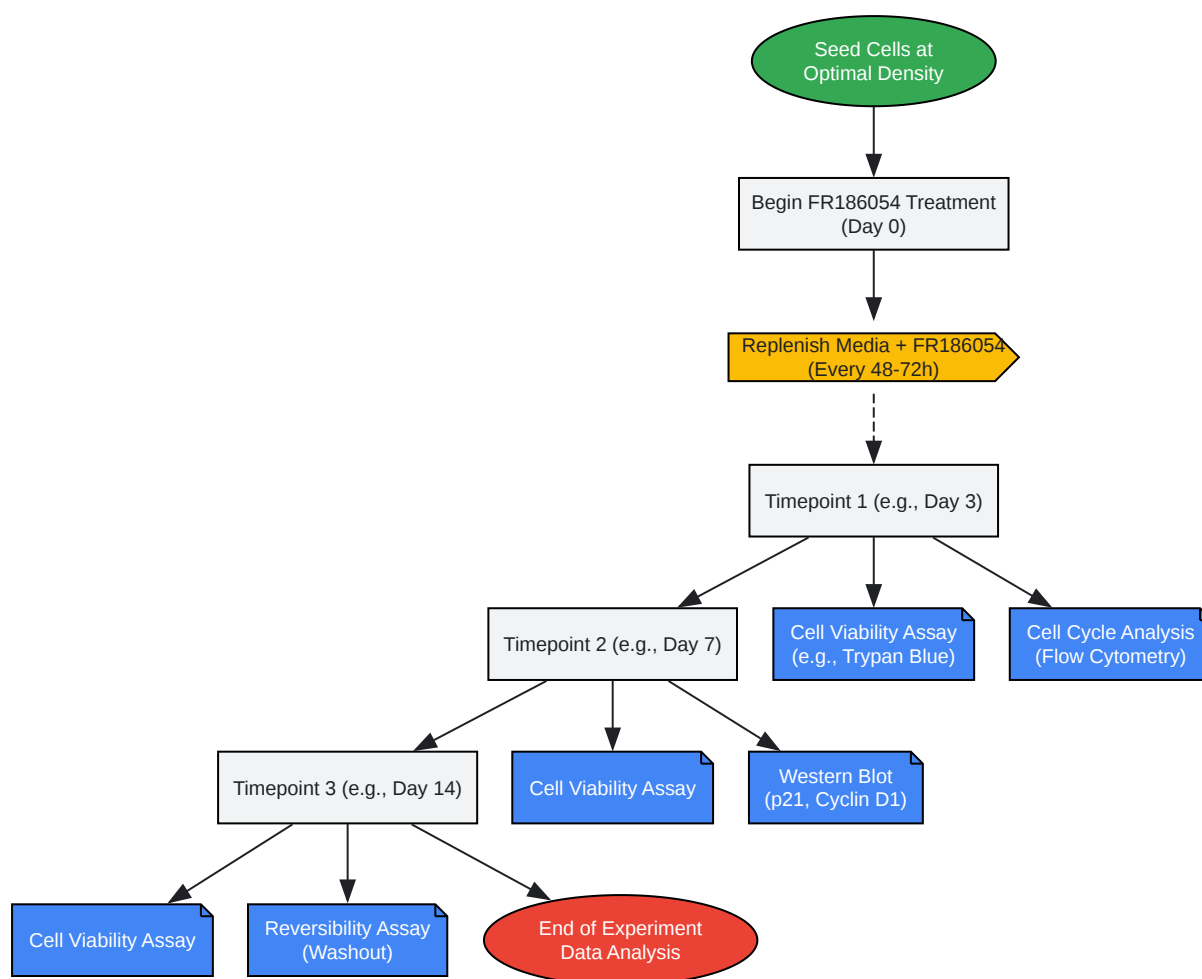 Seed Cells at
Optimal Density
Begin FR186054 Treatment
(Day 0)
Replenish Media + FR186054
(Every 48-72h)
Timepoint 1 (e.g., Day 3)
Timepoint 2 (e.g., Day 7)
Cell Viability Assay
(e.g., Trypan Blue)
Cell Cycle Analysis
(Flow Cytometry)
Timepoint 3 (e.g., Day 14)
Cell Viability Assay
Western Blot
(p21, Cyclin D1)
Cell Viability Assay
Reversibility Assay
(Washout)
End of Experiment
Data Analysis